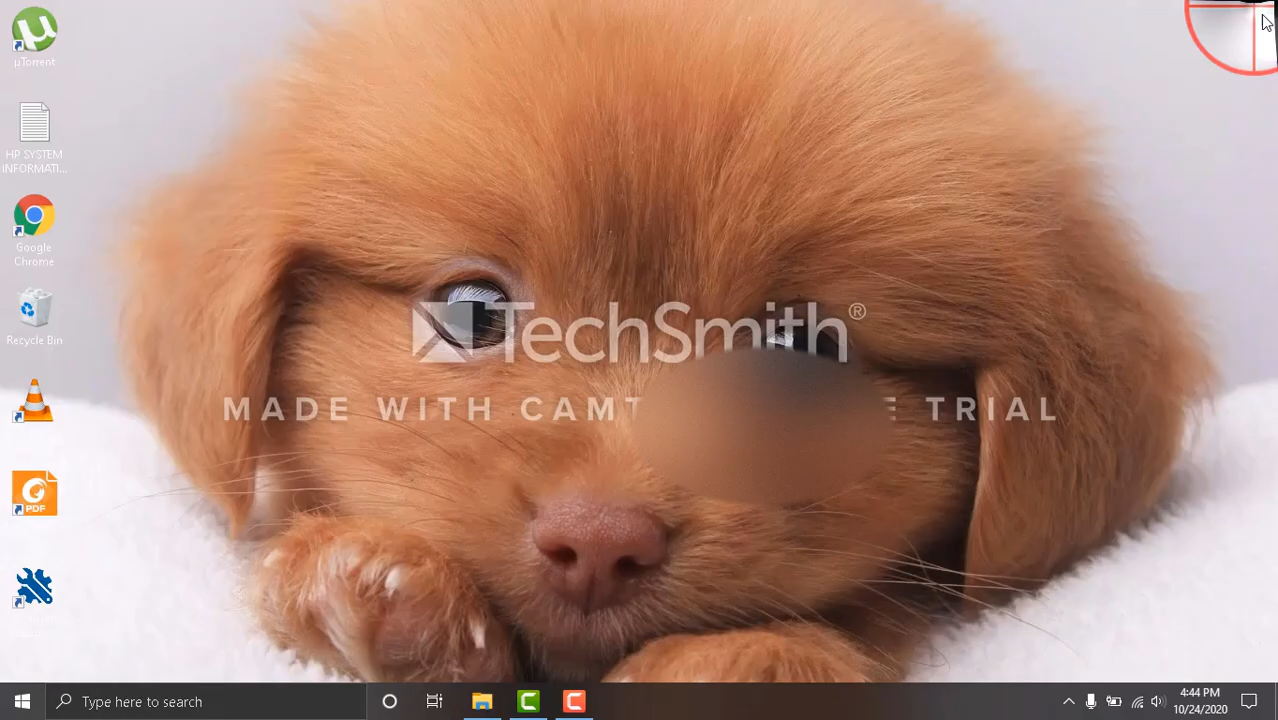 µTorrent
HP SYSTEM
INFORMATI...
Google
Chrome
Recycle Bin
PDF
TechSmith®
MADE WITH TRIAL
Type here to search
4:44 PM
10/24/2020